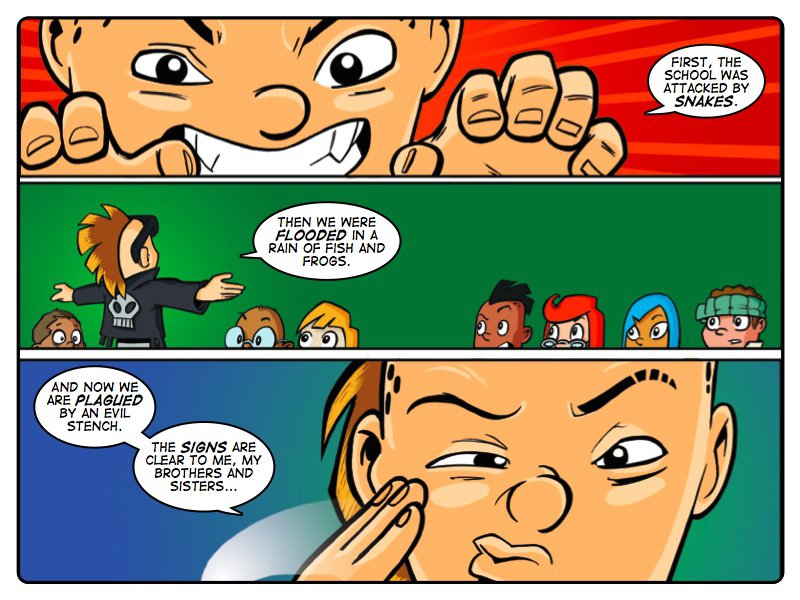 FIRST, THE
SCHOOL WAS
ATTACKED BY
SNAKES.
THEN WE WERE
FLOODED IN A
RAIN OF FISH AND
FROGS.
AND NOW WE
ARE PLAGUED
BY AN EVIL
STENCH.
THE SIGNS ARE
CLEAR TO ME, MY
BROTHERS AND
SISTERS...